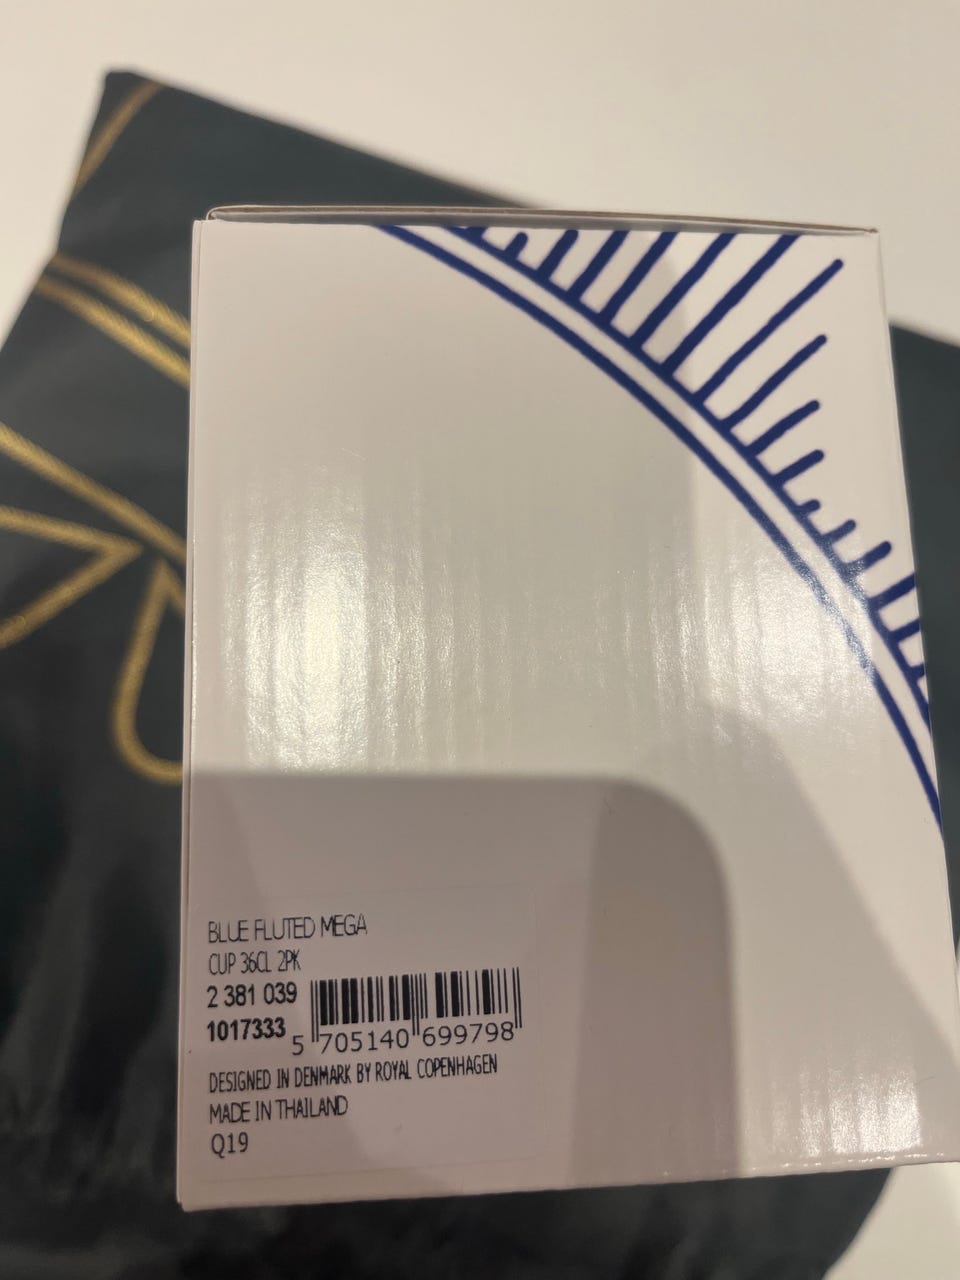 BLUE FLUTED MEGA
CUP 36CL 2PK
2 381 039
1017333
5 705140 699798
DESIGNED IN DENMARK BY ROYAL COPENHAGEN
MADE IN THAILAND
Q19